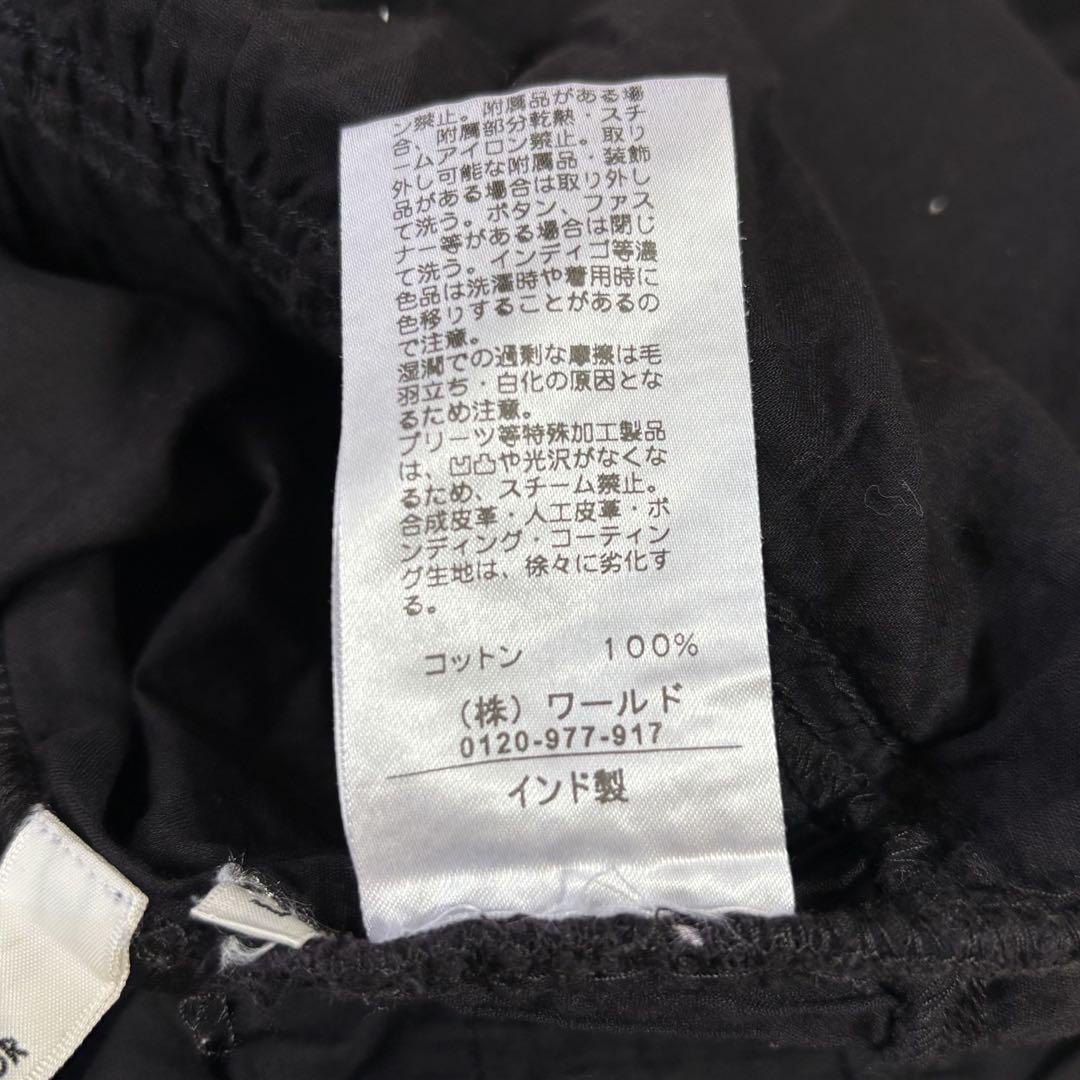 ン禁止。附属品がある場
合、附属部分乾熱・スチ
ームアイロン禁止。取り
外し可能な附属品・装飾
品がある場合は取り外し
て洗う。ボタン、ファス
ナー等がある場合は閉じ
て洗う。インディゴ等濃
色品は洗濯時や着用時に
色移りすることがあるの
で注意。
湿潤での過剰な摩擦は毛
羽立ち・白化の原因とな
るため注意。
プリーツ等特殊加工製品
は、凹凸や光沢がなくな
るため、スチーム禁止。
合成皮革・人工皮革・ボ
ンディング・コーティン
グ生地は、徐々に劣化す
る。
コットン 100%
(株)ワールド
0120-977-917
インド製
OR